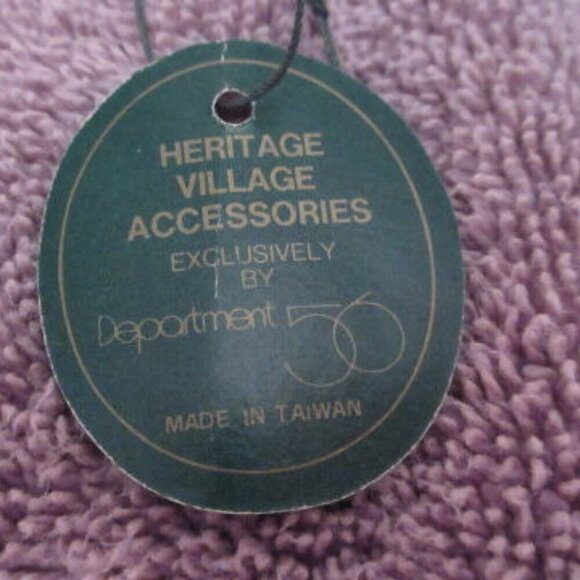 HERITAGE
VILLAGE
ACCESSORIES
EXCLUSIVELY
BY
Department 56
MADE IN TAIWAN